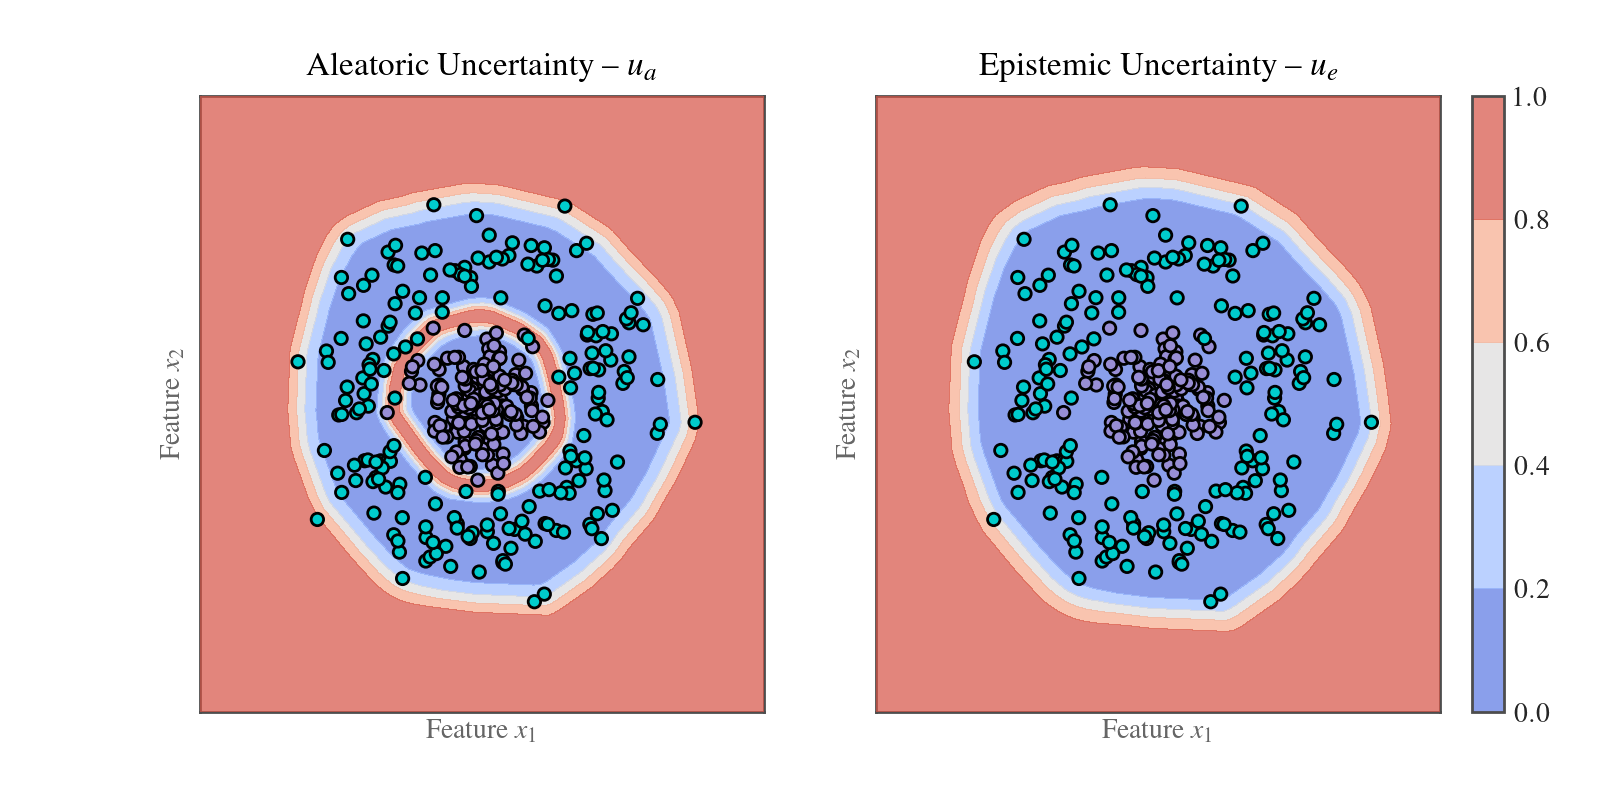 Aleatoric Uncertainty – u_a
Epistemic Uncertainty – u_e
Feature x_2
Feature x_1
Feature x_2
Feature x_1
1.0
0.8
0.6
0.4
0.2
0.0